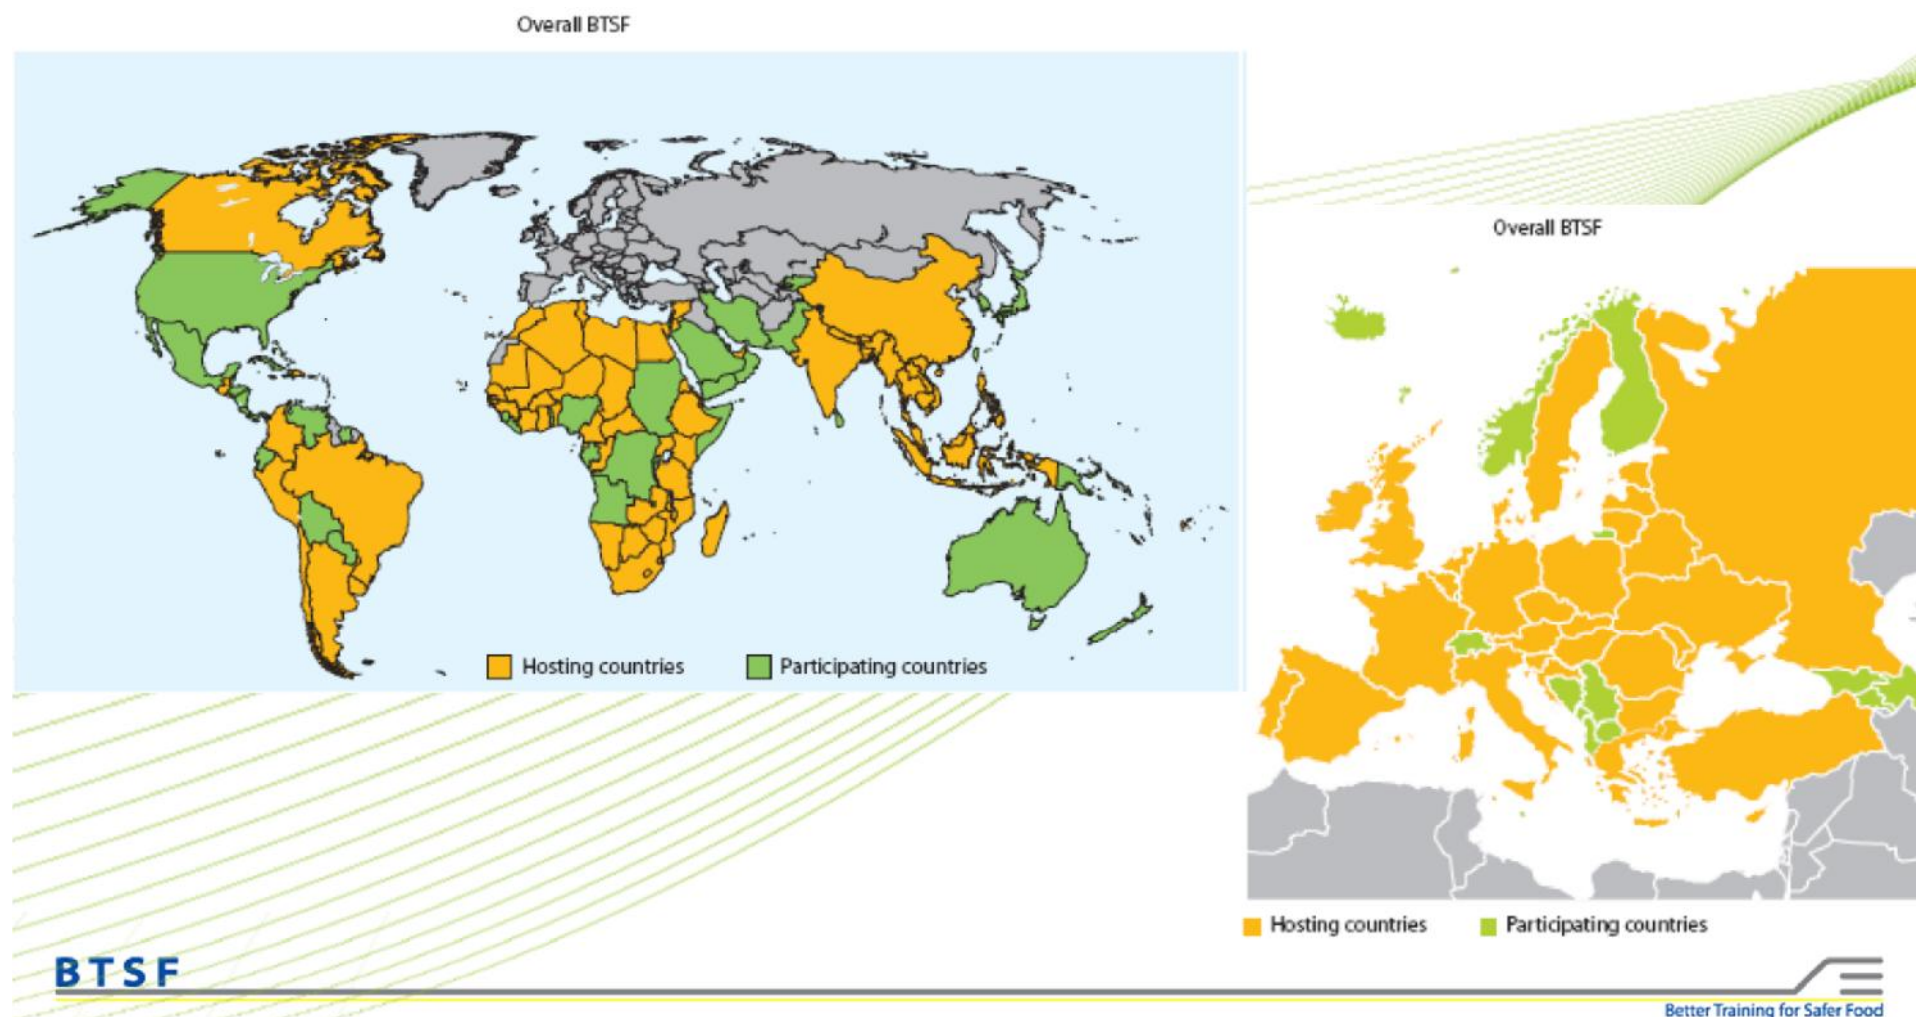 Overall BTSF
Hosting countries
Participating countries
Overall BTSF
Hosting countries
Participating countries
BTSF
Better Training for Safer Food